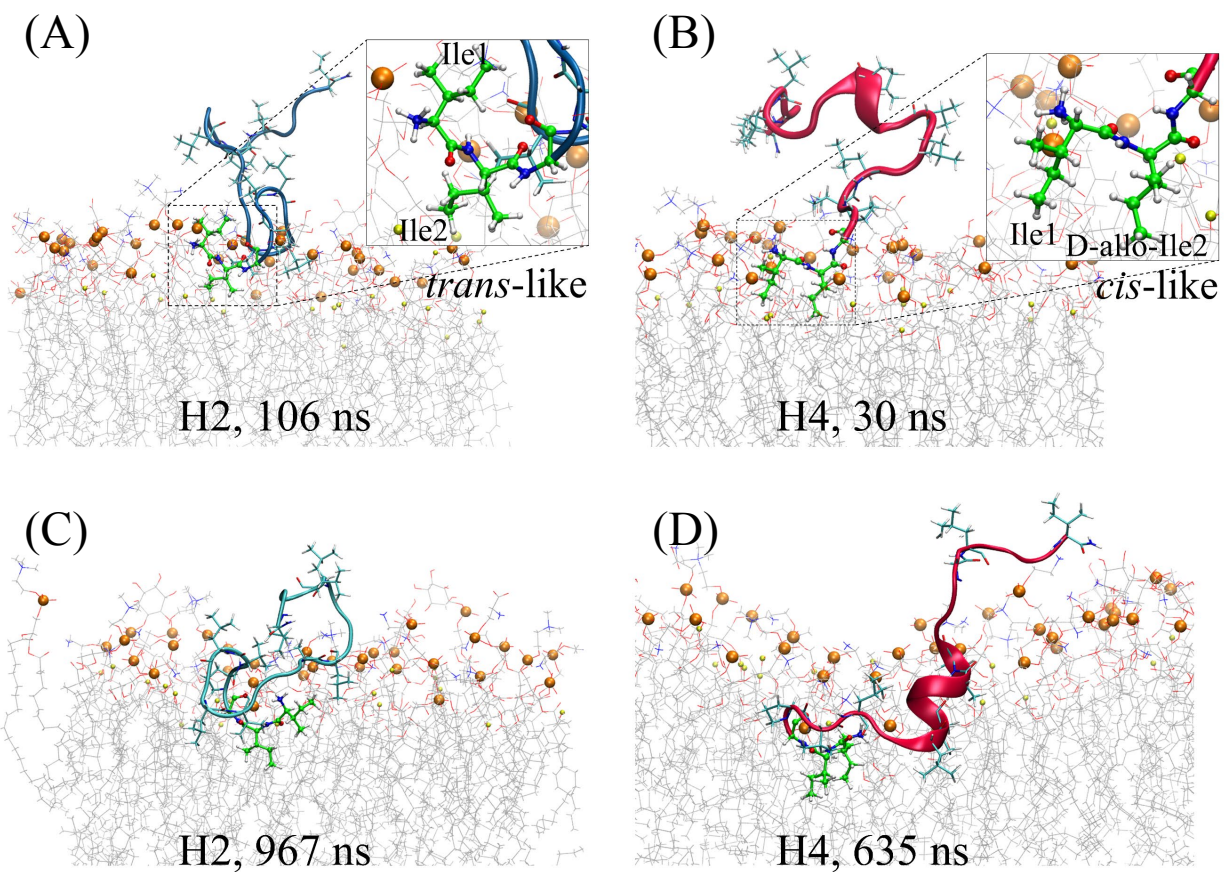 (A)
Ile1
Ile2
trans-like
H2, 106 ns
(B)
Ile1
D-allo-Ile2
cis-like
H4, 30 ns
(C)
H2, 967 ns
(D)
H4, 635 ns